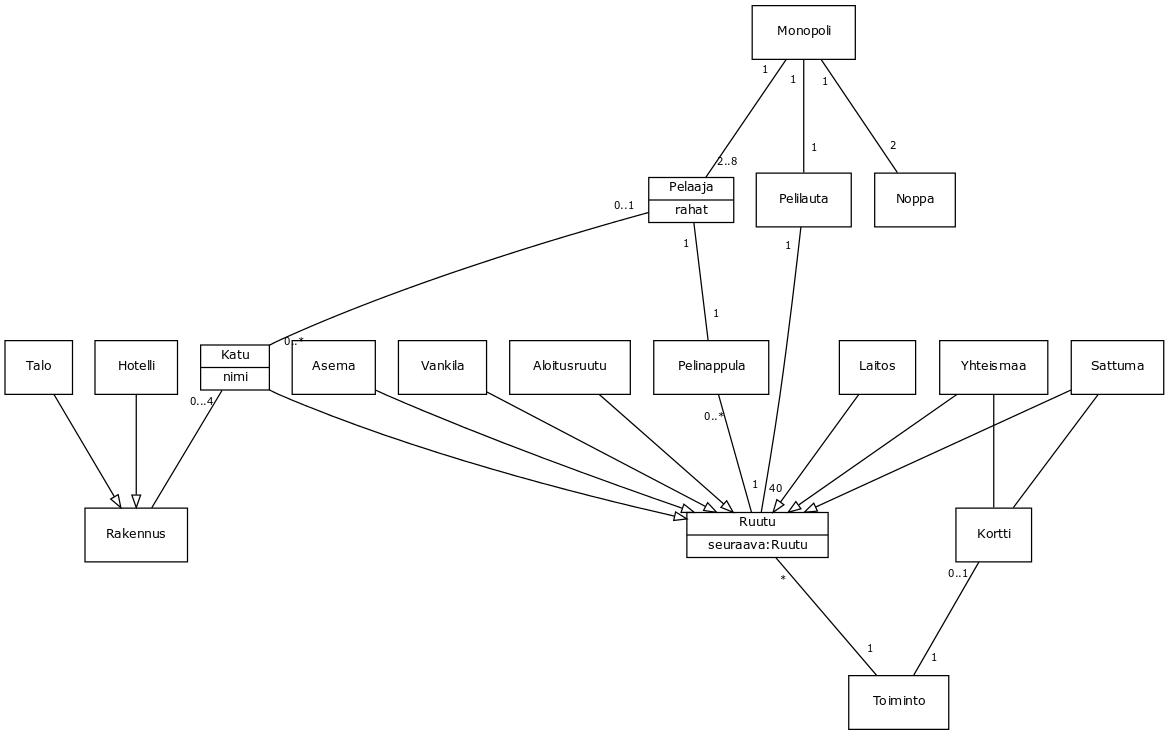 Monopoli
1
1
1
2..8
1
2
Pelaaja
rahat
Pelilauta
Noppa
0..1
1
1
1
0..*
Talo
Hotelli
Katu
nimi
Asema
Vankila
Aloitusruutu
Pelinappula
Laitos
Yhteismaa
Sattuma
0...4
0..*
1
40
Rakennus
Ruutu
seuraava:Ruutu
Kortti
*
0..1
1
1
Toiminto